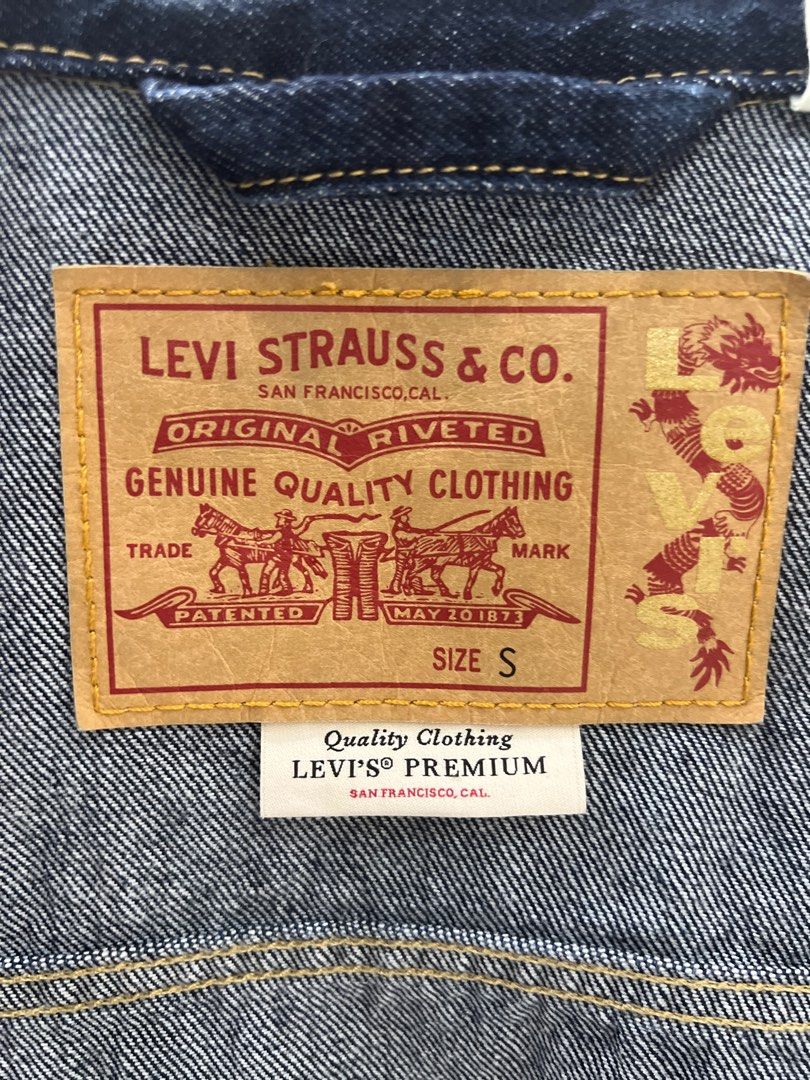 LEVI STRAUSS & CO.
SAN FRANCISCO, CAL.
ORIGINAL RIVETED
GENUINE QUALITY CLOTHING
TRADE MARK
PATENTED MAY 20 1873
SIZE S
Levi's
Quality Clothing
LEVI'S® PREMIUM
SAN FRANCISCO, CAL.